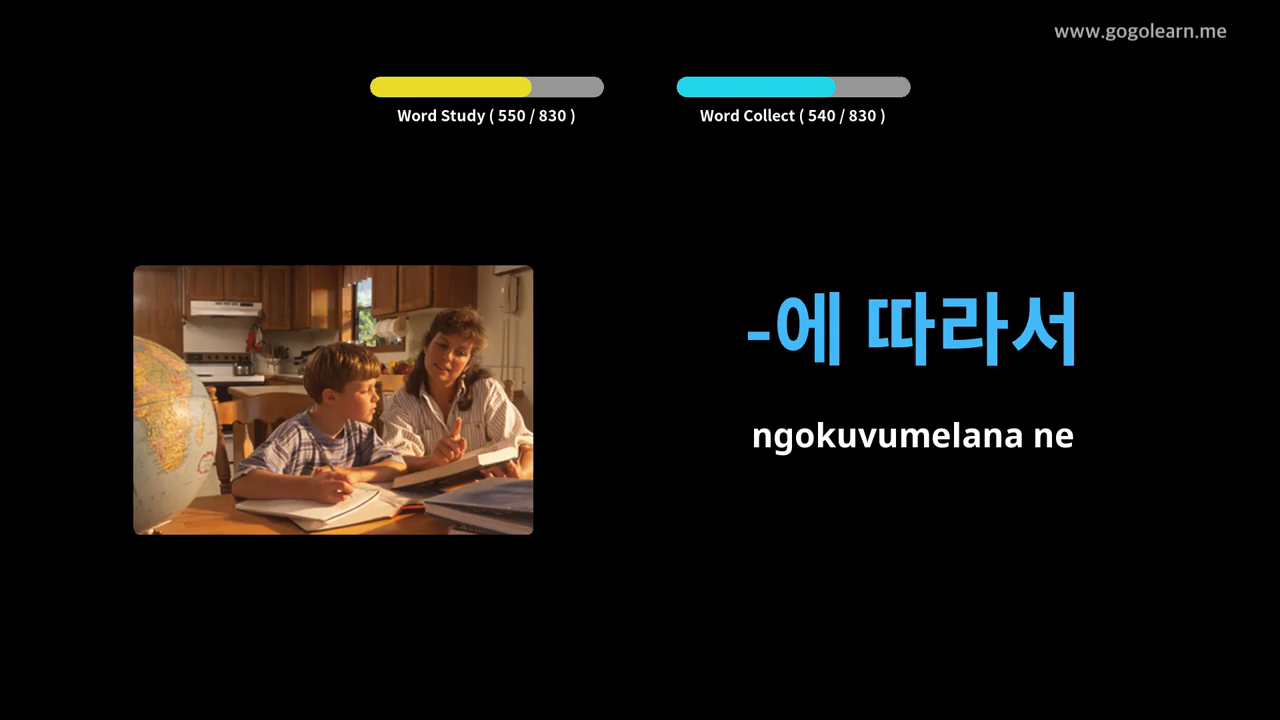 www.gogolearn.me
Word Study ( 550 / 830 )
Word Collect ( 540 / 830 )
-에 따라서
ngokuvumelana ne